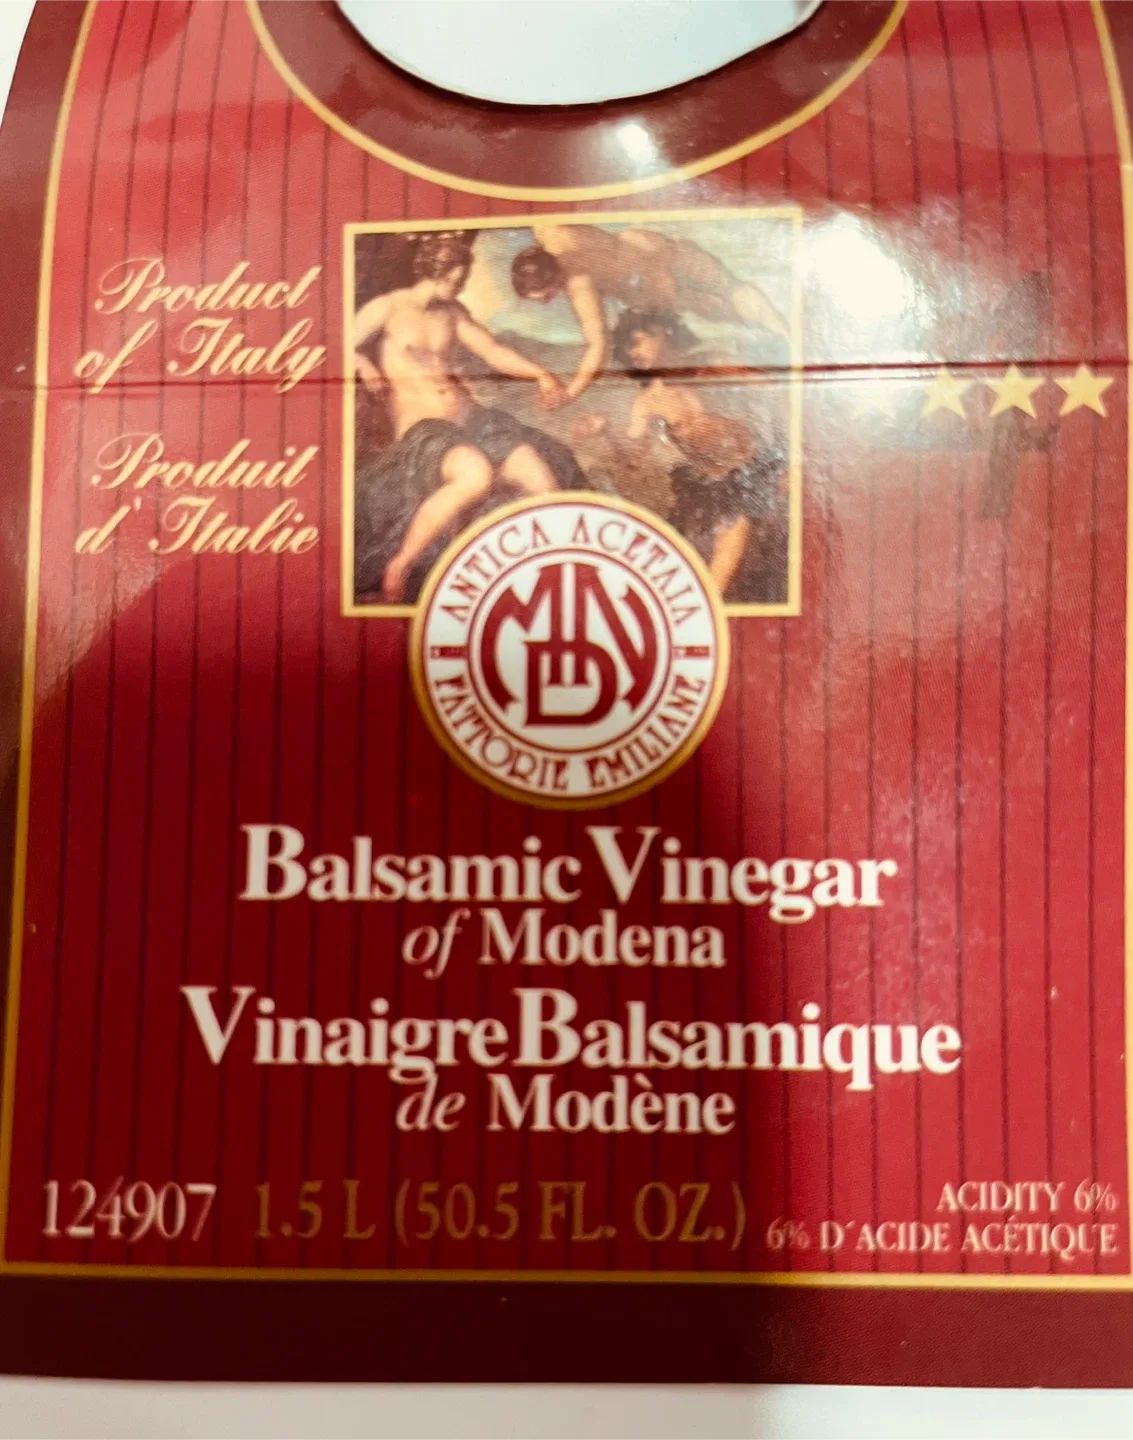 Product
of Italy
Produit
d' Italie
ANTICA ACETAIA
FATTORIE EMILIANE
Balsamic Vinegar
of Modena
Vinaigre Balsamique
de Modène
124907 1.5 L (50.5 FL. OZ.)
ACIDITY 6%
6% D´ACIDE ACÉTIQUE